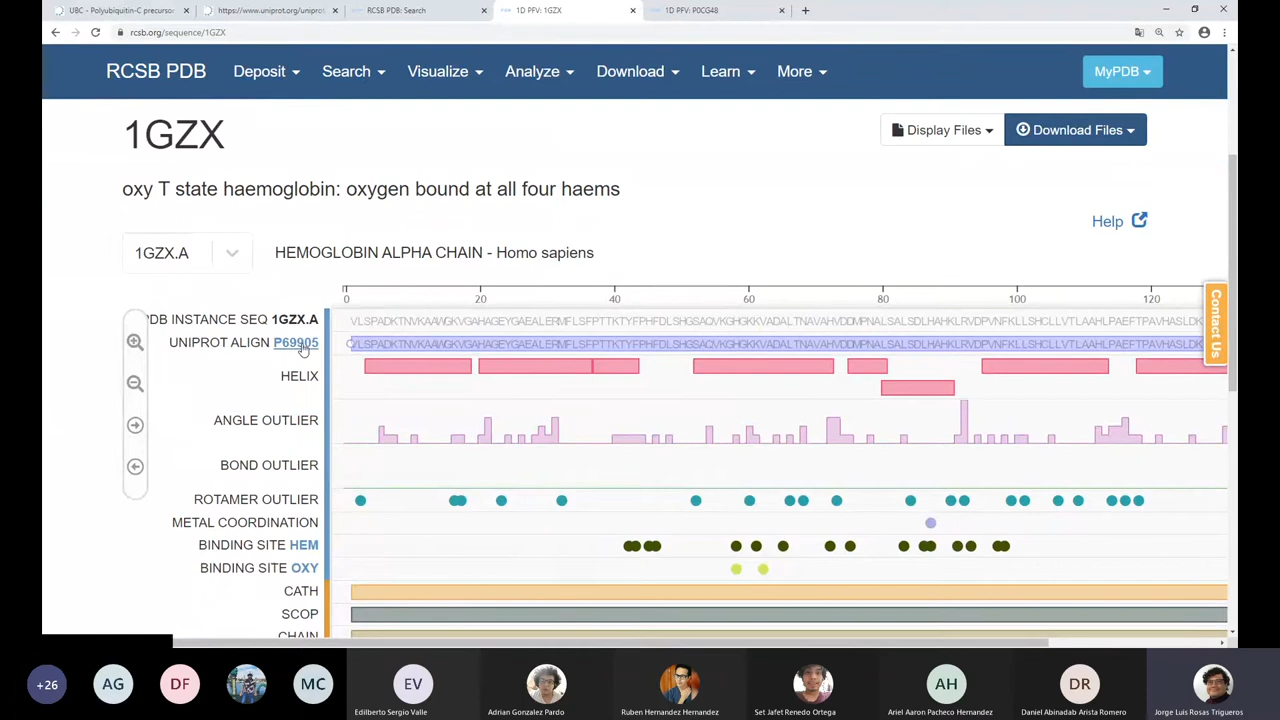 UBC - Polyubiquitin-C precursor
https://www.uniprot.org/uniprot
RCSB PDB: Search
1D PFV: 1GZX
1D PFV: P0CG48
rcsb.org/sequence/1GZX
RCSB PDB Deposit Search Visualize Analyze Download Learn More MyPDB
1GZX
Display Files Download Files
oxy T state haemoglobin: oxygen bound at all four haems
Help
1GZX.A HEMOGLOBIN ALPHA CHAIN - Homo sapiens
0 20 40 60 80 100 120
PDB INSTANCE SEQ 1GZX.A
UNIPROT ALIGN P69905
HELIX
ANGLE OUTLIER
BOND OUTLIER
ROTAMER OUTLIER
METAL COORDINATION
BINDING SITE HEM
BINDING SITE OXY
CATH
SCOP
CHAIN
Contact Us
+26 AG DF MC EV AH DR
Edilberto Sergio Valle
Adrian Gonzalez Pardo
Ruben Hernandez Hernandez
Set Jafet Renedo Ortega
Ariel Aaron Pacheco Hernandez
Daniel Abinadab Arista Romero
Jorge Luis Rosas Trigueros